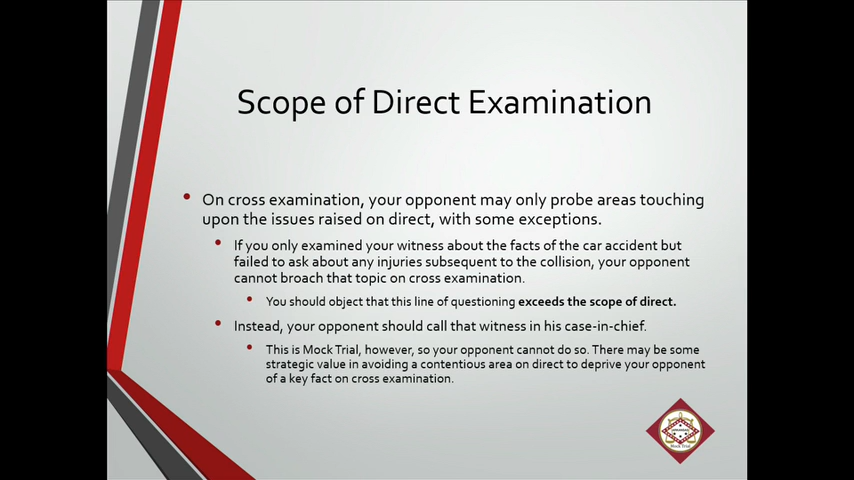 Scope of Direct Examination
On cross examination, your opponent may only probe areas touching
upon the issues raised on direct, with some exceptions.
If you only examined your witness about the facts of the car accident but
failed to ask about any injuries subsequent to the collision, your opponent
cannot broach that topic on cross examination.
You should object that this line of questioning exceeds the scope of direct.
Instead, your opponent should call that witness in his case-in-chief.
This is Mock Trial, however, so your opponent cannot do so. There may be some
strategic value in avoiding a contentious area on direct to deprive your opponent
of a key fact on cross examination.
ARKANSAS
Mock Trial